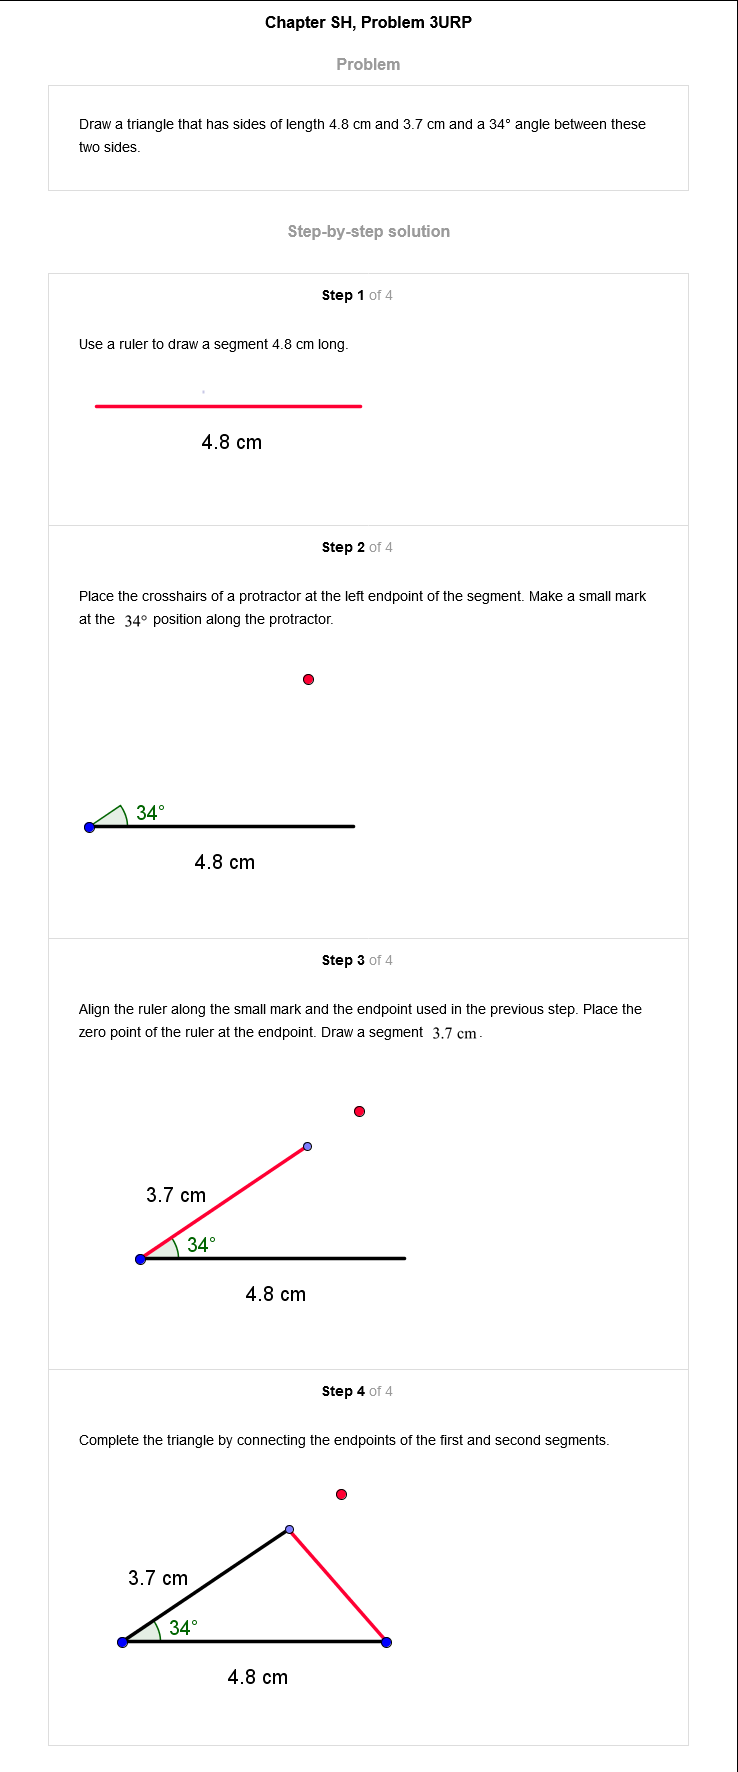 Chapter SH, Problem 3URP
Problem
Draw a triangle that has sides of length 4.8 cm and 3.7 cm and a 34° angle between these
two sides.
Step-by-step solution
Step 1 of 4
Use a ruler to draw a segment 4.8 cm long.
4.8 cm
Step 2 of 4
Place the crosshairs of a protractor at the left endpoint of the segment. Make a small mark
at the 34° position along the protractor.
34°
4.8 cm
Step 3 of 4
Align the ruler along the small mark and the endpoint used in the previous step. Place the
zero point of the ruler at the endpoint. Draw a segment 3.7 cm.
3.7 cm
34°
4.8 cm
Step 4 of 4
Complete the triangle by connecting the endpoints of the first and second segments.
3.7 cm
34°
4.8 cm